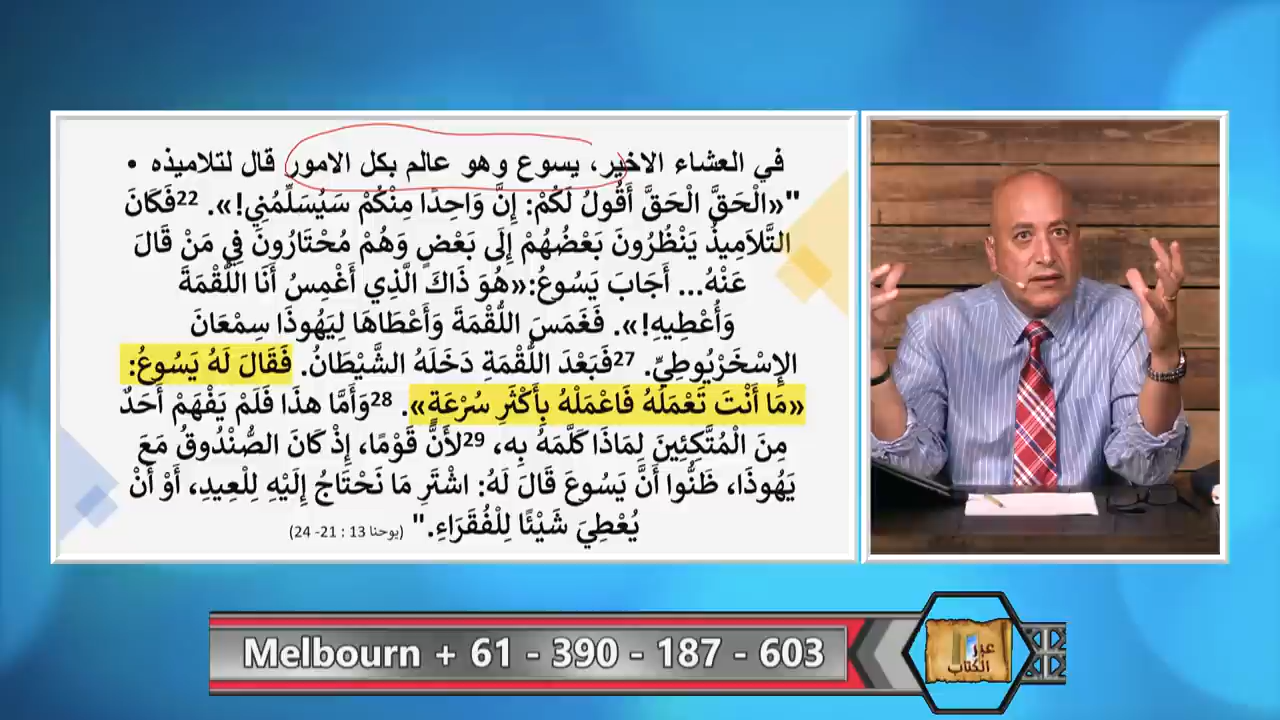 • في العشاء الاخير، يسوع وهو عالم بكل الامور قال لتلاميذه
"«الْحَقَّ الْحَقَّ أَقُولُ لَكُمْ: إِنَّ وَاحِدًا مِنْكُمْ سَيُسَلِّمُنِي!». 22فَكَانَ
التَّلاَمِيذُ يَنْظُرُونَ بَعْضُهُمْ إِلَى بَعْضٍ وَهُمْ مُحْتَارُونَ فِي مَنْ قَالَ
عَنْهُ... أَجَابَ يَسُوعُ:«هُوَ ذَاكَ الَّذِي أَغْمِسُ أَنَا اللُّقْمَةَ
وَأُعْطِيهِ!». فَغَمَسَ اللُّقْمَةَ وَأَعْطَاهَا لِيَهُوذَا سِمْعَانَ
الإِسْخَرْيُوطِيِّ. 27فَبَعْدَ اللُّقْمَةِ دَخَلَهُ الشَّيْطَانُ. فَقَالَ لَهُ يَسُوعُ:
«مَا أَنْتَ تَعْمَلُهُ فَاعْمَلْهُ بِأَكْثَرِ سُرْعَةٍ». 28وَأَمَّا هذَا فَلَمْ يَفْهَمْ أَحَدٌ
مِنَ الْمُتَّكِئِينَ لِمَاذَا كَلَّمَهُ بِه، 29لأَنَّ قَوْمًا، إِذْ كَانَ الصُّنْدُوقُ مَعَ
يَهُوذَا، ظَنُّوا أَنَّ يَسُوعَ قَالَ لَهُ: اشْتَرِ مَا نَحْتَاجُ إِلَيْهِ لِلْعِيدِ، أَوْ أَنْ
يُعْطِيَ شَيْئًا لِلْفُقَرَاءِ." (يوحنا 13 : 21- 24)
Melbourn + 61 - 390 - 187 - 603
عبر
الكتاب